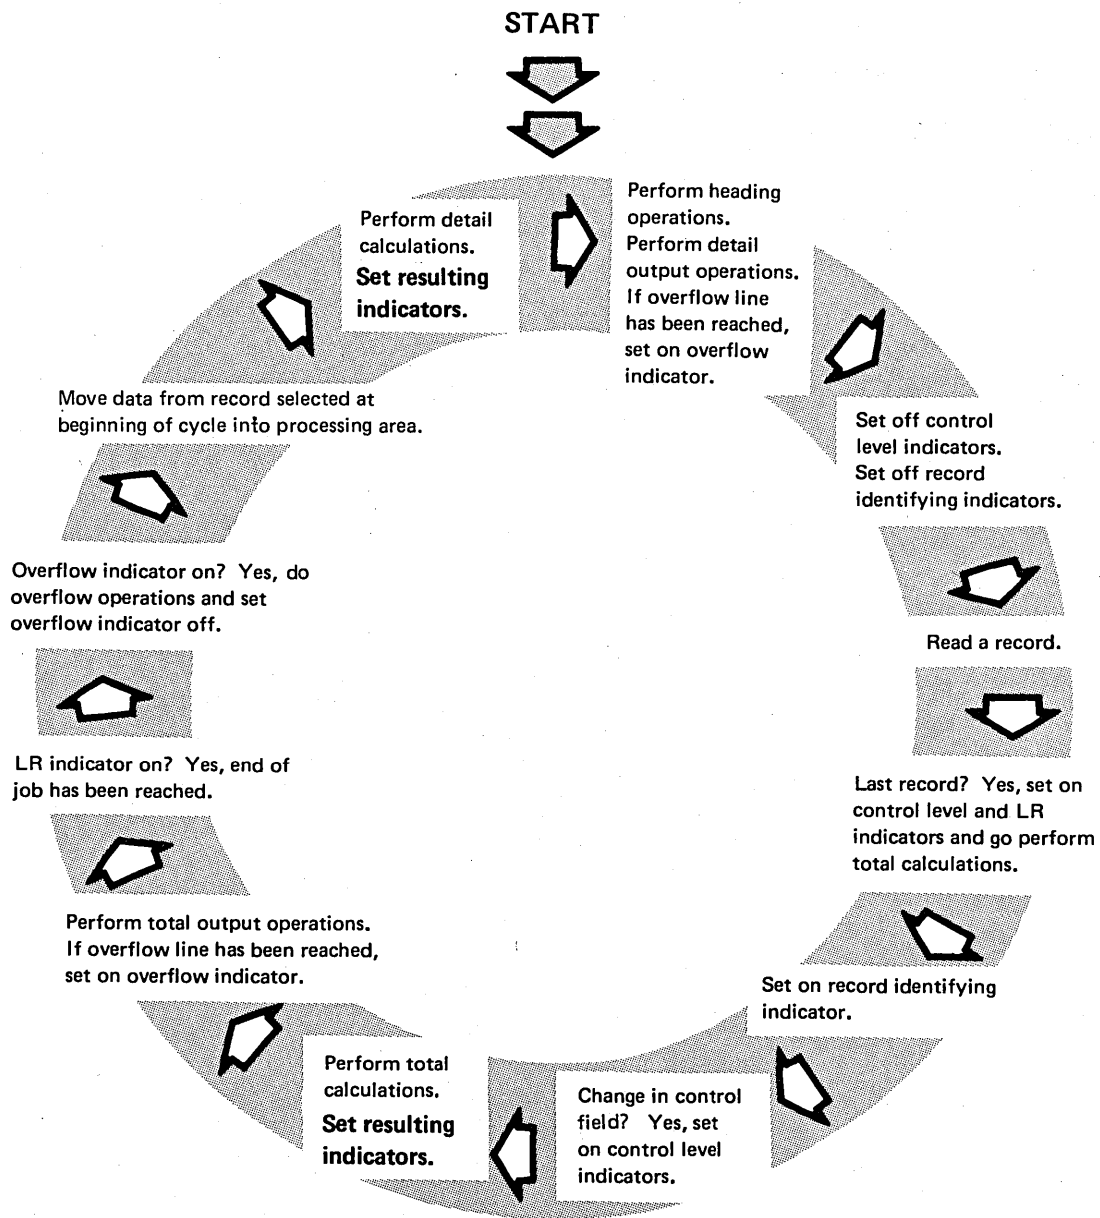 START
Perform heading
operations.
Perform detail
output operations.
If overflow line
has been reached,
set on overflow
indicator.
Set off control
level indicators.
Set off record
identifying indicators.
Read a record.
Last record? Yes, set on
control level and LR
indicators and go perform
total calculations.
Set on record identifying
indicator.
Change in control
field? Yes, set
on control level
indicators.
Perform total
calculations.
Set resulting
indicators.
Perform total output operations.
If overflow line has been reached,
set on overflow indicator.
LR indicator on? Yes, end of
job has been reached.
Overflow indicator on? Yes, do
overflow operations and set
overflow indicator off.
Move data from record selected at
beginning of cycle into processing area.
Perform detail
calculations.
Set resulting
indicators.